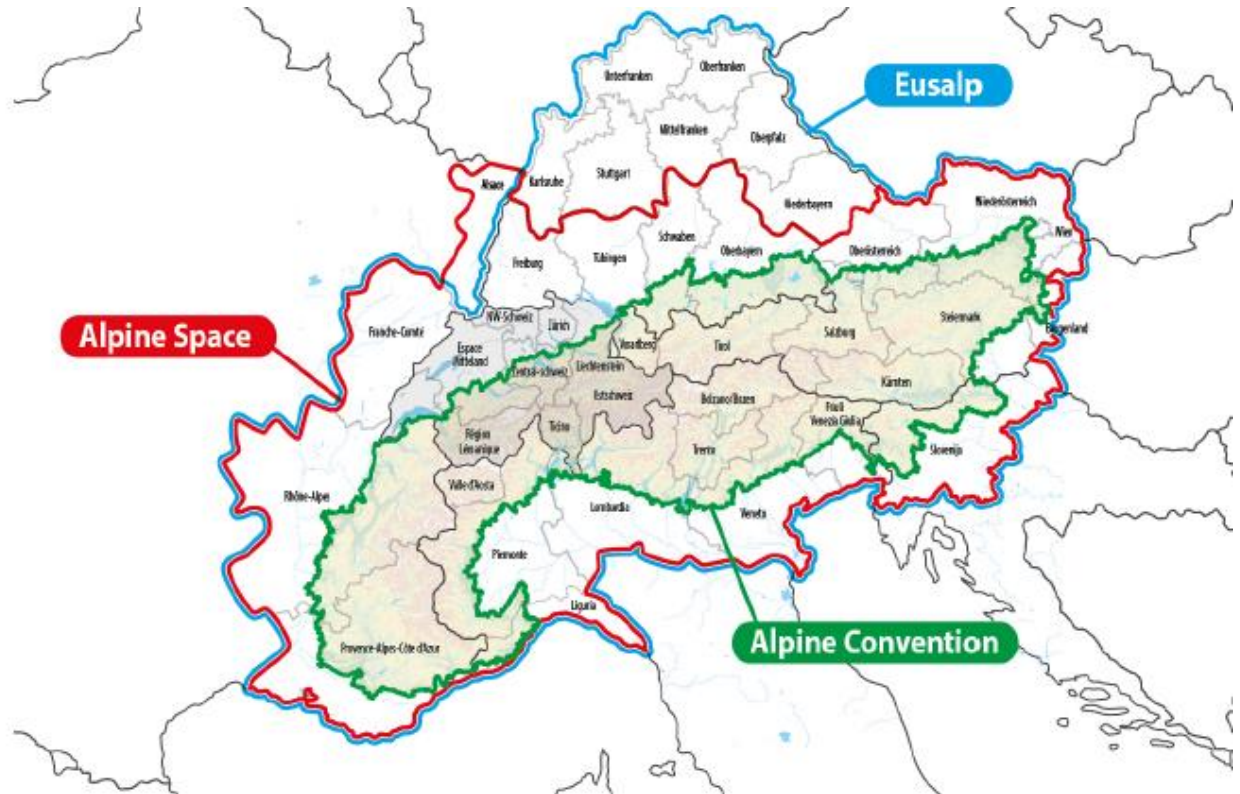 Unterfranken
Oberfranken
Eusalp
Mittelfranken
Oberpfalz
Alsace
Karlsruhe
Stuttgart
Niederbayern
Niederösterreich
Wien
Schwaben
Oberbayern
Oberösterreich
Freiburg
Tübingen
Alpine Space
Franche-Comté
NW-Schweiz
Zürich
Espace
Mittelland
Vorarlberg
Tirol
Salzburg
Steiermark
Burgenland
Central-schweiz
Liechtenstein
Ostschweiz
Kärnten
Bolzano/Bozen
Région
Lémanique
Ticino
Friuli
Venezia Giulia
Trento
Slovenija
Valle d'Aosta
Rhône-Alpes
Lombardia
Veneto
Piemonte
Liguria
Alpine Convention
Provence-Alpes-Côte d'Azur